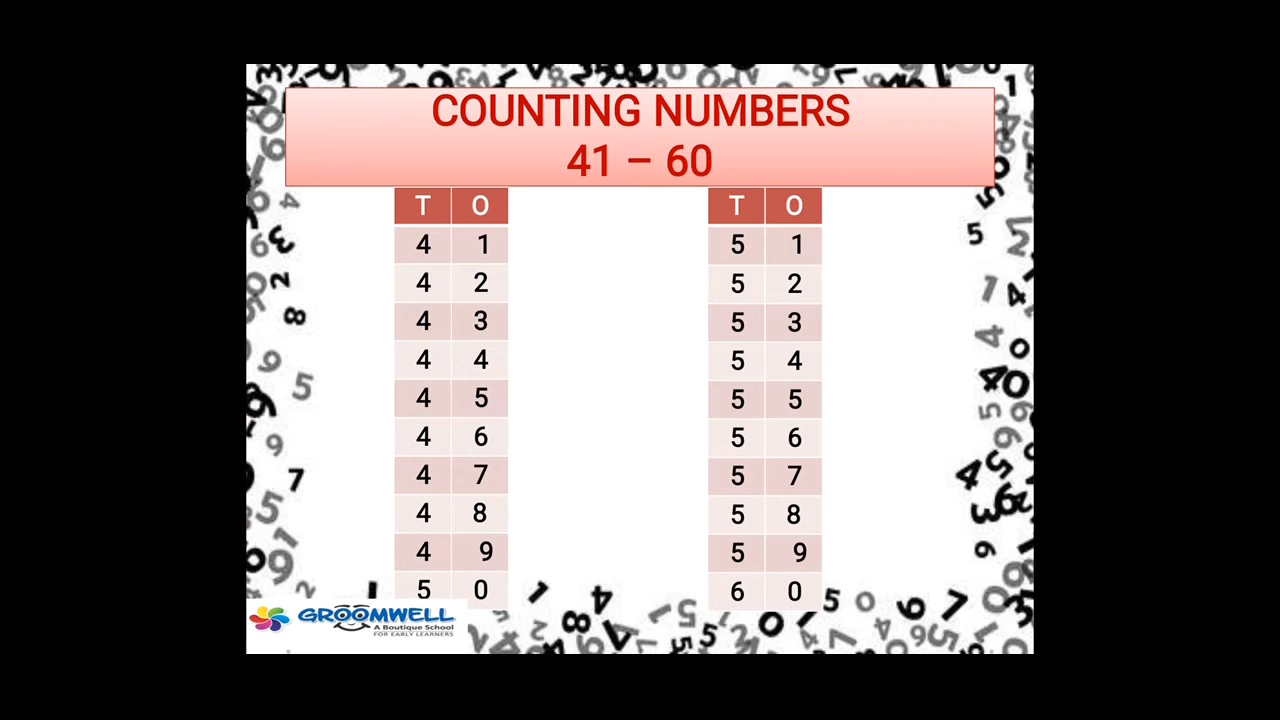 COUNTING NUMBERS
41 – 60
T O
4 1
4 2
4 3
4 4
4 5
4 6
4 7
4 8
4 9
5 0
T O
5 1
5 2
5 3
5 4
5 5
5 6
5 7
5 8
5 9
6 0
GROOMWELL
A Boutique School
FOR EARLY LEARNERS